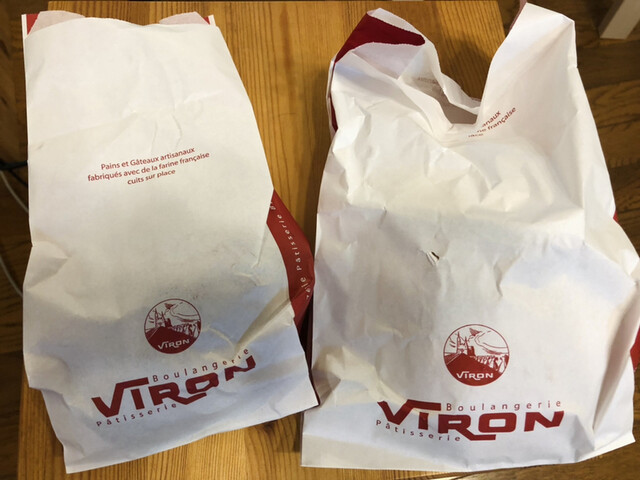 Pains et Gâteaux artisanaux
fabriqués avec de la farine française
cuits sur place
VIRON
Boulangerie
VIRON
Pâtisserie
Pâtisserie
française
VIRON
Boulangerie
VIRON
Pâtisserie